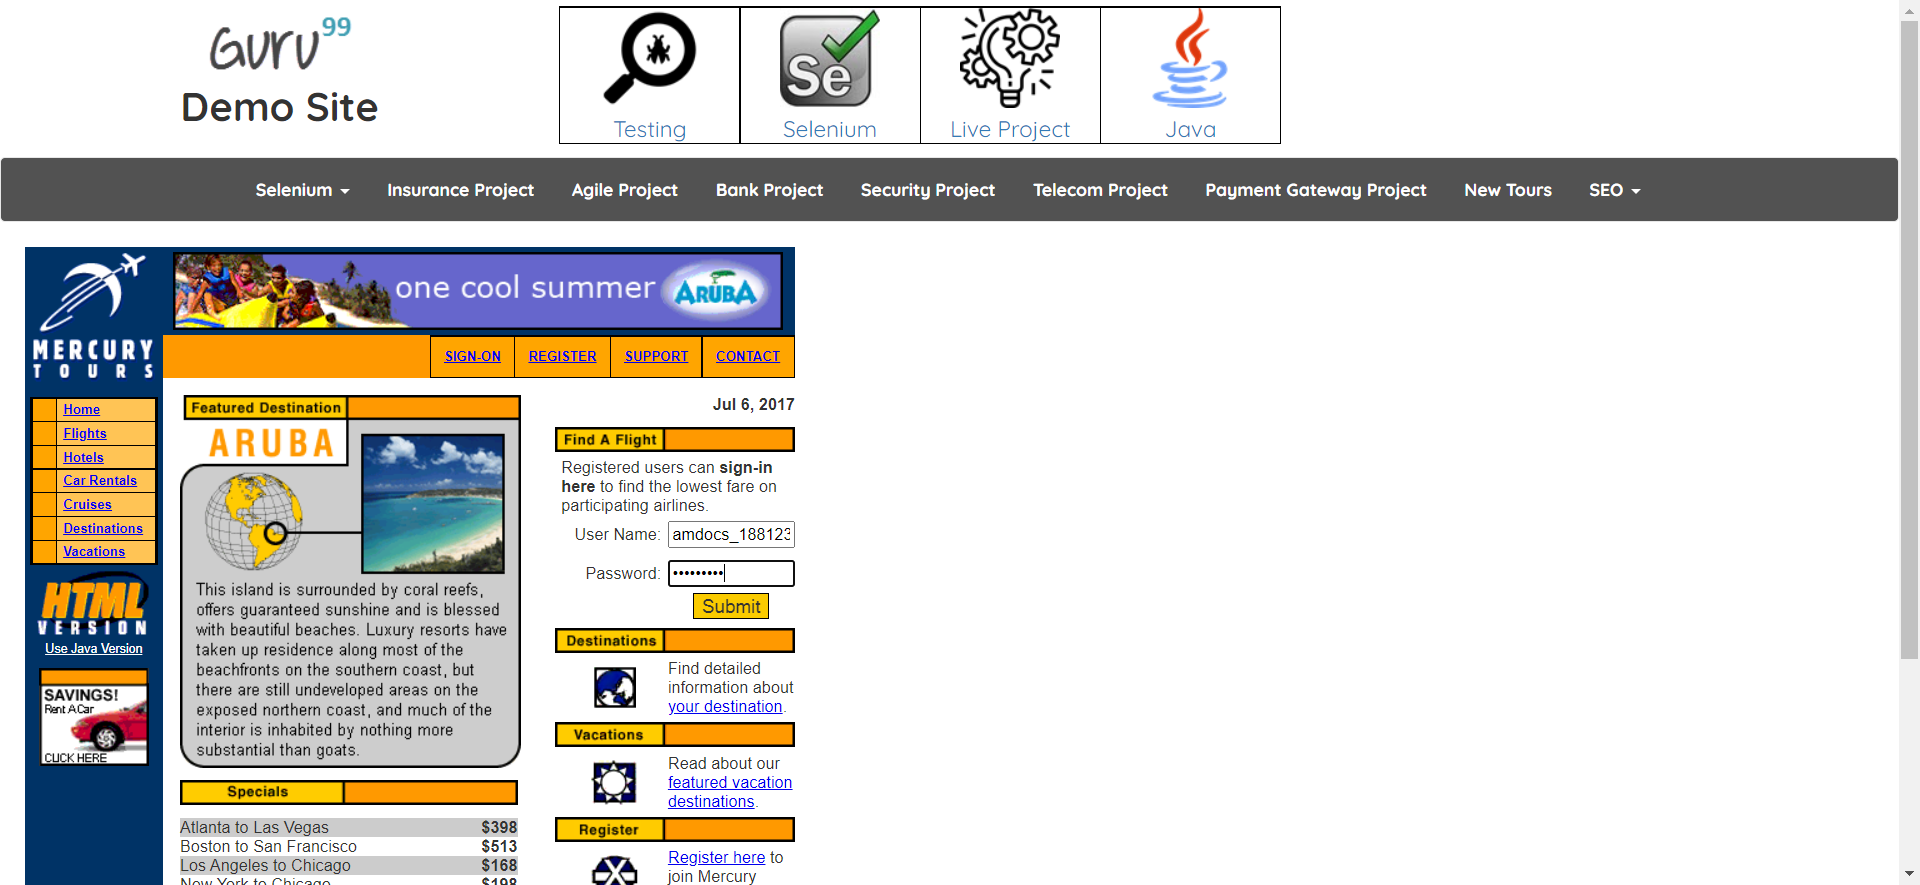 Guru99
Demo Site
Testing
Selenium
Live Project
Java
Se
Selenium
Insurance Project
Agile Project
Bank Project
Security Project
Telecom Project
Payment Gateway Project
New Tours
SEO
one cool summer
ARUBA
MERCURY
TOURS
SIGN-ON
REGISTER
SUPPORT
CONTACT
Home
Flights
Hotels
Car Rentals
Cruises
Destinations
Vacations
HTML
VERSION
Use Java Version
SAVINGS!
Rent A Car
CLICK HERE
Featured Destination
ARUBA
This island is surrounded by coral reefs,
offers guaranteed sunshine and is blessed
with beautiful beaches. Luxury resorts have
taken up residence along most of the
beachfronts on the southern coast, but
there are still undeveloped areas on the
exposed northern coast, and much of the
interior is inhabited by nothing more
substantial than goats.
Specials
Atlanta to Las Vegas $398
Boston to San Francisco $513
Los Angeles to Chicago $168
New York to Chicago $198
Jul 6, 2017
Find A Flight
Registered users can sign-in
here to find the lowest fare on
participating airlines.
User Name: amdocs_188123
Password: •••••••••
Submit
Destinations
Find detailed
information about
your destination.
Vacations
Read about our
featured vacation
destinations.
Register
Register here to
join Mercury